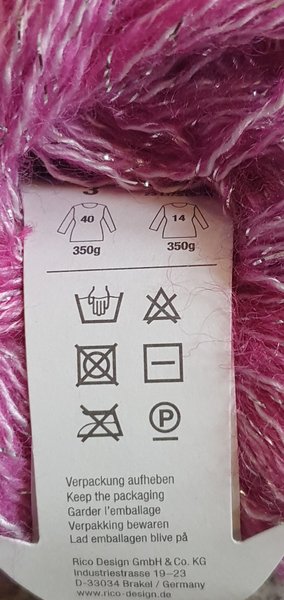 40 14
350g 350g
P
Verpackung aufheben
Keep the packaging
Garder l'emballage
Verpakking bewaren
Lad emballagen blive på
Rico Design GmbH & Co. KG
Industriestrasse 19–23
D-33034 Brakel / Germany
www.rico-design.com